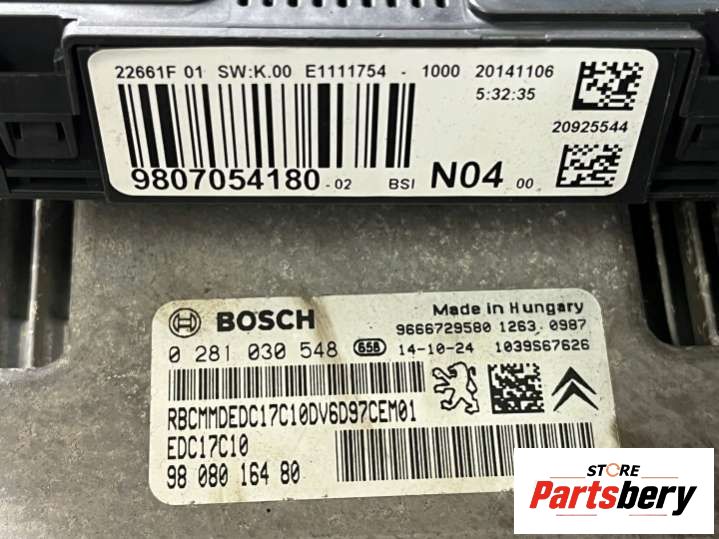 22661F 01 SW:K.00 E1111754 - 1000 20141106
5:32:35
20925544
9807054180 -02 BSI N04 00
BOSCH
Made in Hungary
9666729580 1263 0987
0 281 030 548 658 14-10-24 1039S67626
RBCMMDEDC17C10DV6D97CEM01
EDC17C10
98 080 164 80
STORE
Partsbery